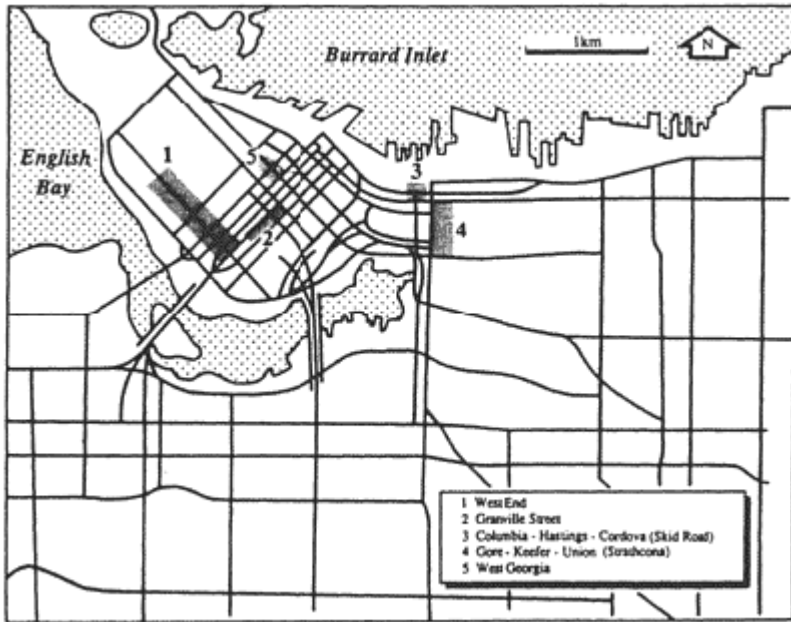 Burrard Inlet
1km
N
English
Bay
1
5
3
2
4
1 West End
2 Granville Street
3 Columbia - Hastings - Cordova (Skid Road)
4 Gore - Keefer - Union (Strathcona)
5 West Georgia